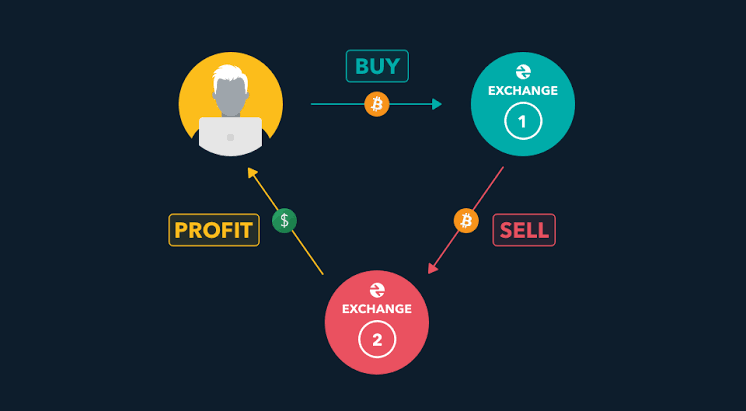 BUY
EXCHANGE
1
PROFIT
$
SELL
EXCHANGE
2